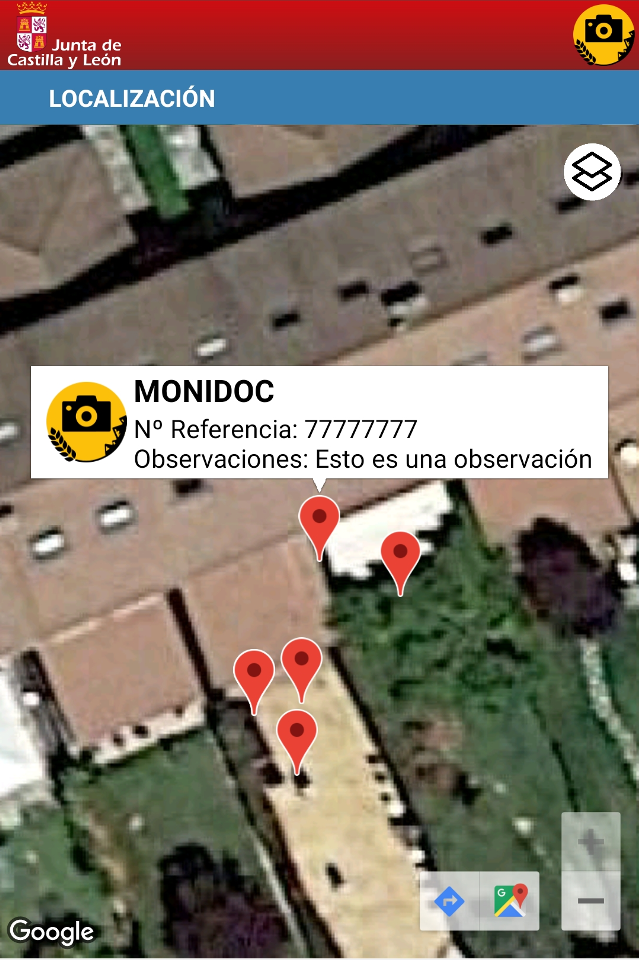 Junta de
Castilla y León
LOCALIZACIÓN
MONIDOC
Nº Referencia: 77777777
Observaciones: Esto es una observación
G
+
−
Google